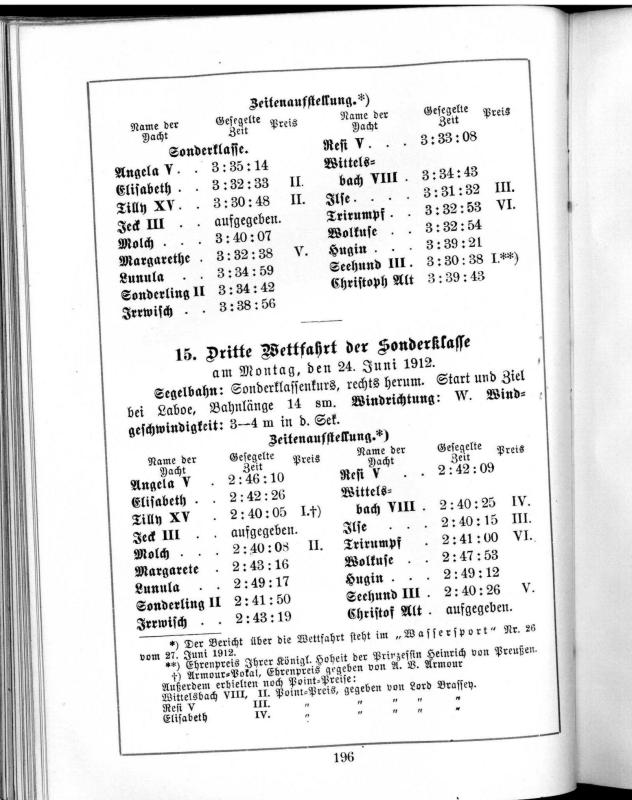 Zeitenaufstellung.*)
Name der Yacht Gesegelte Zeit Preis
Sonderklasse.
Angela V. . . 3:35:14
Elisabeth . . 3:32:33 II.
Tilly XV. . . 3:30:48 II.
Jeck III . . aufgegeben.
Molch . . . 3:40:07
Margarethe . 3:32:38 V.
Lunula . . . 3:34:59
Sonderling II 3:34:42
Irrwisch . . 3:38:56
Name der Yacht Gesegelte Zeit Preis
Resi V. . . . 3:33:08
Wittels=
bach VIII . 3:34:43
Ilse. . . . . 3:31:32 III.
Trirumpf . . 3:32:53 VI.
Wolkuse . . 3:32:54
Hugin . . . 3:39:21
Seehund III . 3:30:38 I.**)
Christoph Alt 3:39:43
15. Dritte Wettfahrt der Sonderklasse
am Montag, den 24. Juni 1912.
Segelbahn: Sonderklassenkurs, rechts herum. Start und Ziel
bei Laboe, Bahnlänge 14 sm. Windrichtung: W. Wind=
geschwindigkeit: 3—4 m in d. Sek.
Zeitenaufstellung.*)
Name der Yacht Gesegelte Zeit Preis
Angela V . 2:46:10
Elisabeth . . 2:42:26
Tilly XV . 2:40:05 I.†)
Jeck III . . aufgegeben.
Molch . . . 2:40:08 II.
Margarete . 2:43:16
Lunula . . 2:49:17
Sonderling II 2:41:50
Irrwisch . . 2:43:19
Name der Yacht Gesegelte Zeit Preis
Resi V . . 2:42:09
Wittels=
bach VIII . 2:40:25 IV.
Ilse . . . . 2:40:15 III.
Trirumpf . 2:41:00 VI.
Wolkuse . . 2:47:53
Hugin . . . 2:49:12
Seehund III . 2:40:26 V.
Christof Alt . aufgegeben.
*) Der Bericht über die Wettfahrt steht im „Wassersport“ Nr. 26
vom 27. Juni 1912.
**) Ehrenpreis Ihrer Königl. Hoheit der Prinzessin Heinrich von Preußen.
†) Armour=Pokal, Ehrenpreis gegeben von A. V. Armour
Außerdem erhielten noch Point=Preise:
Wittelsbach VIII, II. Point=Preis, gegeben von Lord Brassey.
Resi V III. „ „ „ „ „
Elisabeth IV. „ „ „ „ „
196